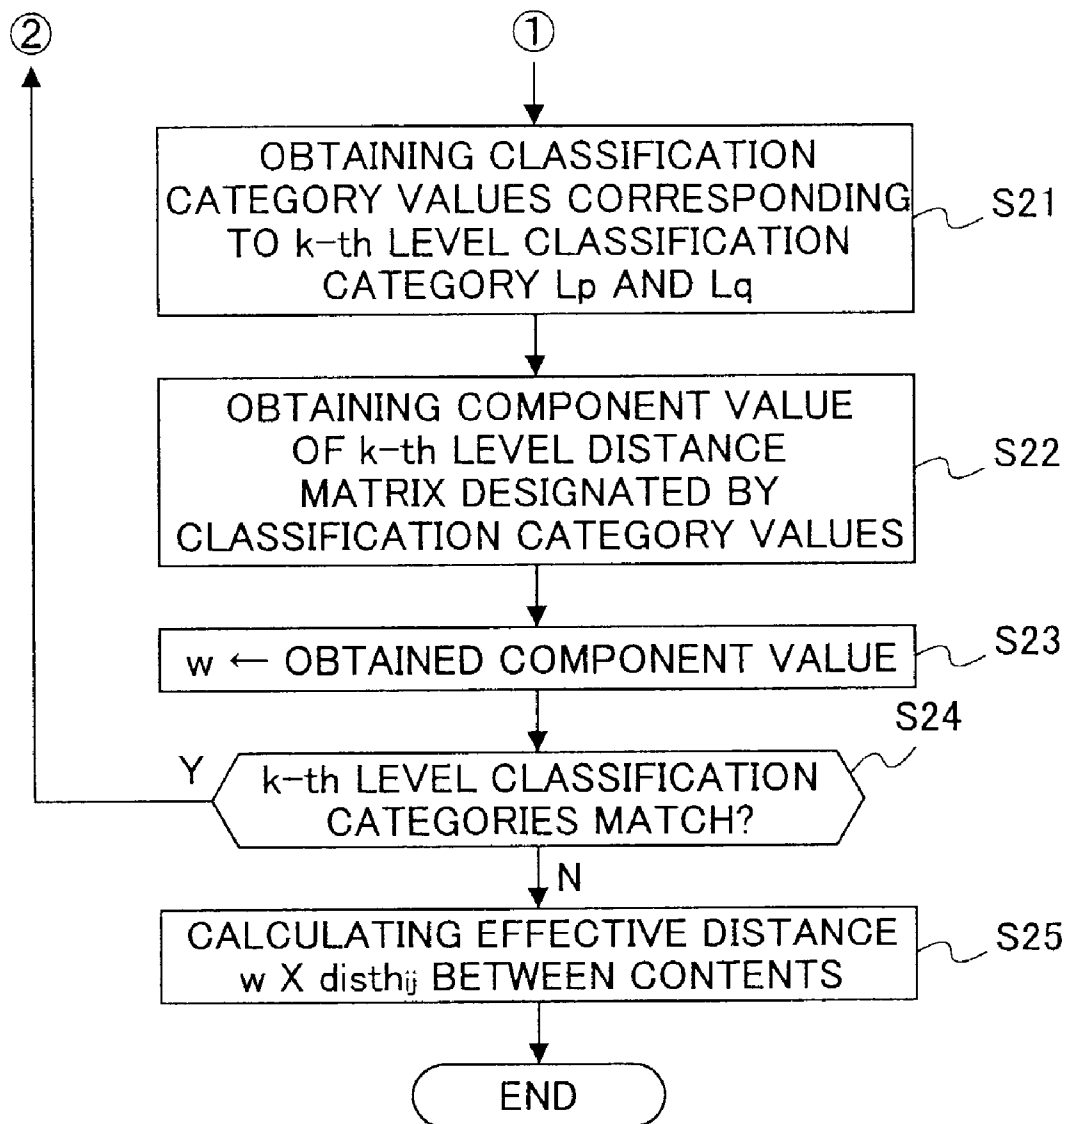 ②
①
OBTAINING CLASSIFICATION
CATEGORY VALUES CORRESPONDING
TO k-th LEVEL CLASSIFICATION
CATEGORY Lp AND Lq
S21
OBTAINING COMPONENT VALUE
OF k-th LEVEL DISTANCE
MATRIX DESIGNATED BY
CLASSIFICATION CATEGORY VALUES
S22
w ← OBTAINED COMPONENT VALUE
S23
S24
Y
k-th LEVEL CLASSIFICATION
CATEGORIES MATCH?
N
CALCULATING EFFECTIVE DISTANCE
w X disthij BETWEEN CONTENTS
S25
END